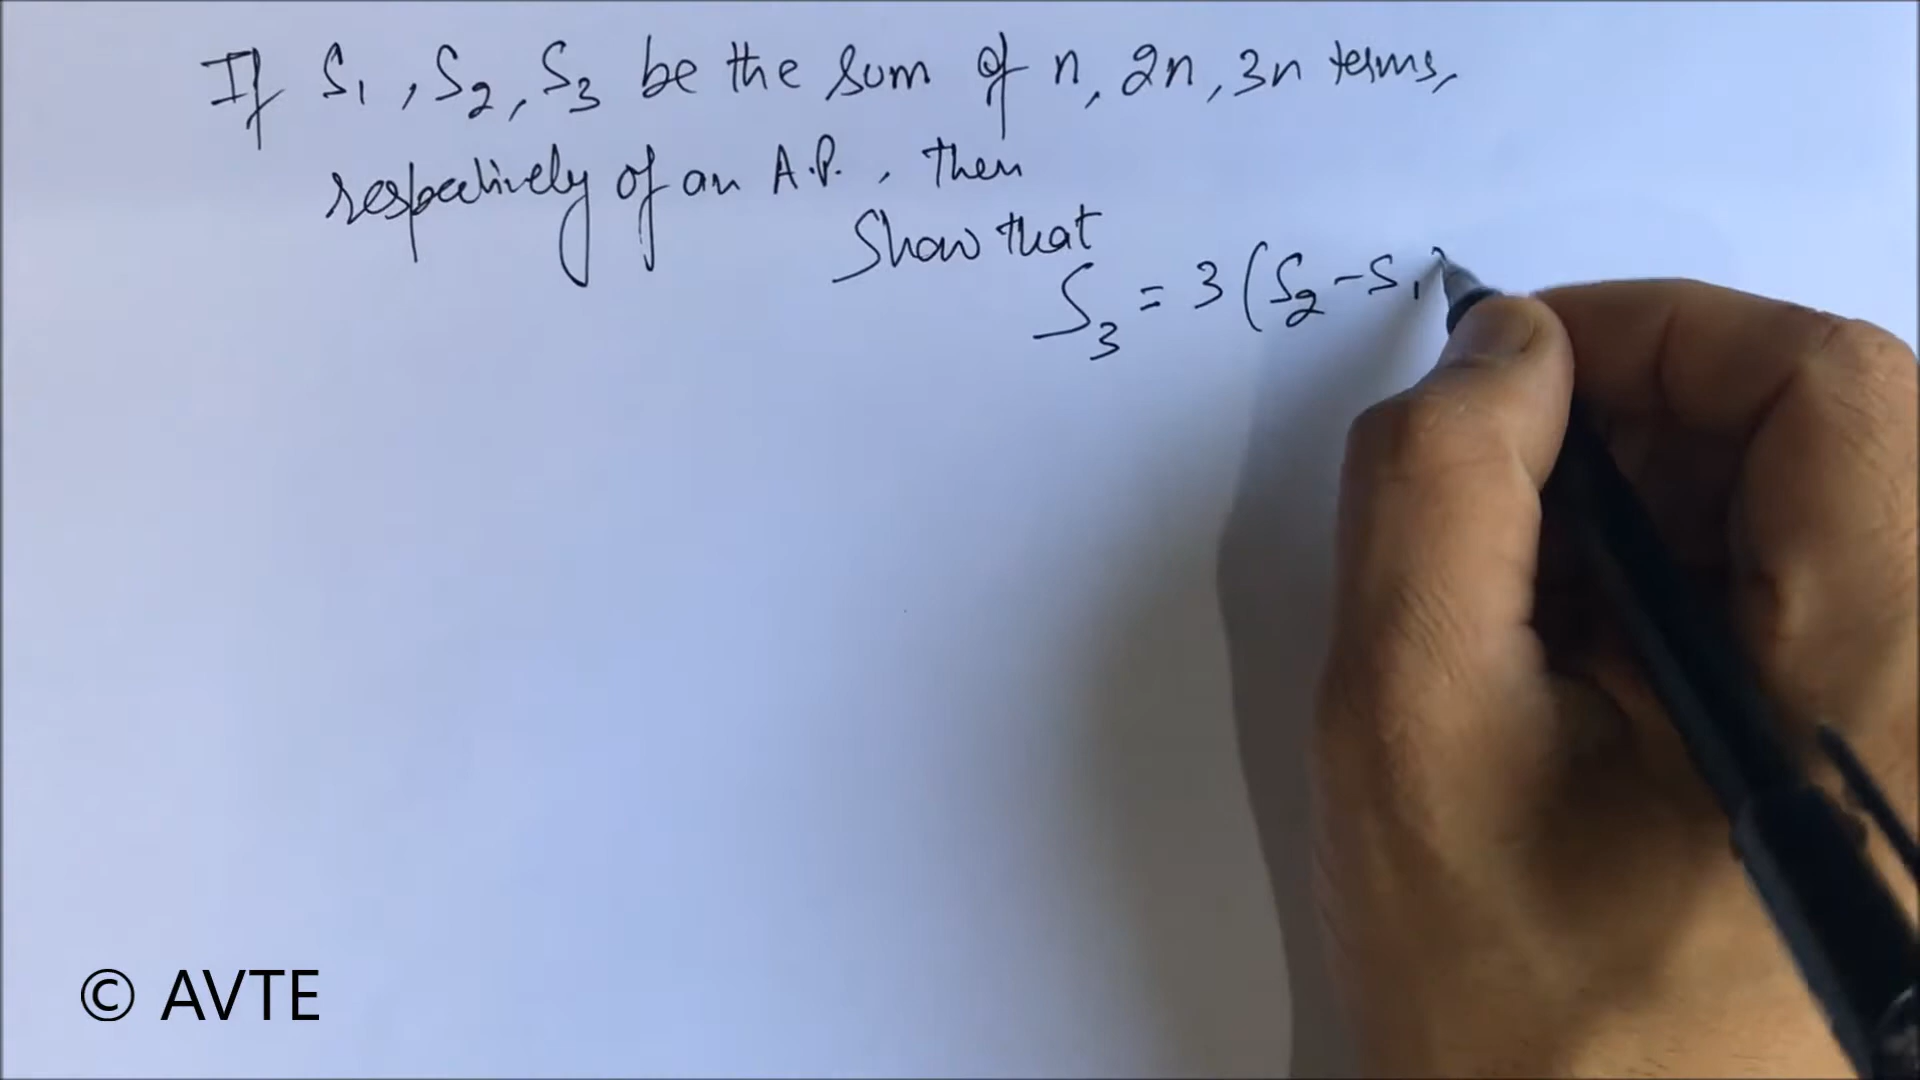 If S₁, S₂, S₃ be the sum of n, 2n, 3n terms,
respectively of an A.P., then
Show that
S₃ = 3 (S₂ - S₁)
© AVTE